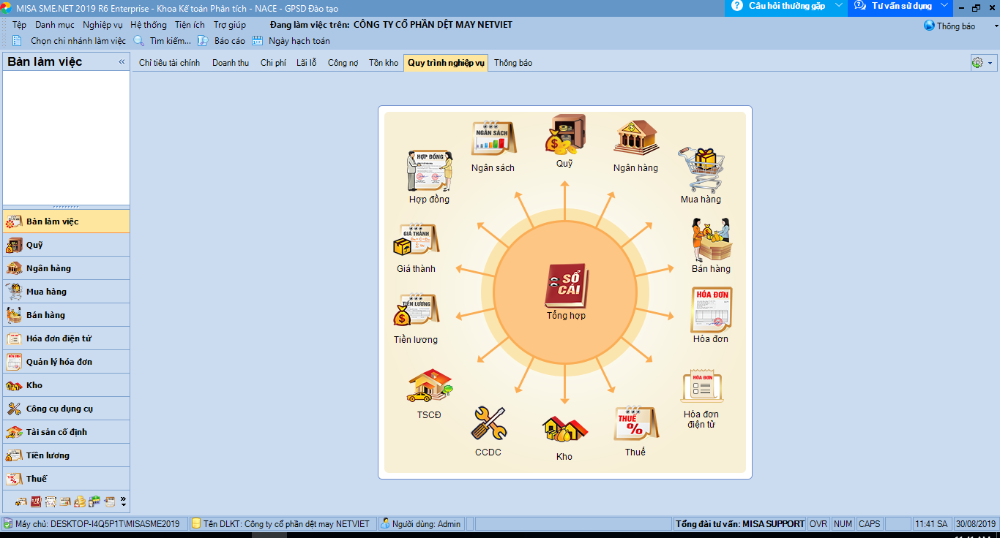 MISA SME.NET 2019 R6 Enterprise - Khoa Kế toán Phân tích - NACE - GPSD Đào tạo
Câu hỏi thường gặp
Tư vấn sử dụng
Tệp Danh mục Nghiệp vụ Hệ thống Tiện ích Trợ giúp
Đang làm việc trên: CÔNG TY CỔ PHẦN DỆT MAY NETVIET
Thông báo
Chọn chi nhánh làm việc Tìm kiếm... Báo cáo Ngày hạch toán
Bàn làm việc «
Chỉ tiêu tài chính Doanh thu Chi phí Lãi lỗ Công nợ Tồn kho Quy trình nghiệp vụ Thông báo
NGÂN SÁCH
Ngân sách
Quỹ
Ngân hàng
HỢP ĐỒNG
Hợp đồng
Mua hàng
GIÁ THÀNH
Giá thành
Bán hàng
SỔ CÁI
Tổng hợp
TIỀN LƯƠNG
Tiền lương
HÓA ĐƠN
Hóa đơn
TSCĐ
HÓA ĐƠN
Hóa đơn
điện tử
CCDC
Kho
THUẾ
%
Thuế
Bàn làm việc
Quỹ
Ngân hàng
Mua hàng
Bán hàng
Hóa đơn điện tử
Quản lý hóa đơn
Kho
Công cụ dụng cụ
Tài sản cố định
Tiền lương
Thuế
Máy chủ: DESKTOP-I4Q5P1T\MISASME2019
Tên DLKT: Công ty cổ phần dệt may NETVIET
Người dùng: Admin
Tổng đài tư vấn: MISA SUPPORT
OVR NUM CAPS
11:41 SA 30/08/2019